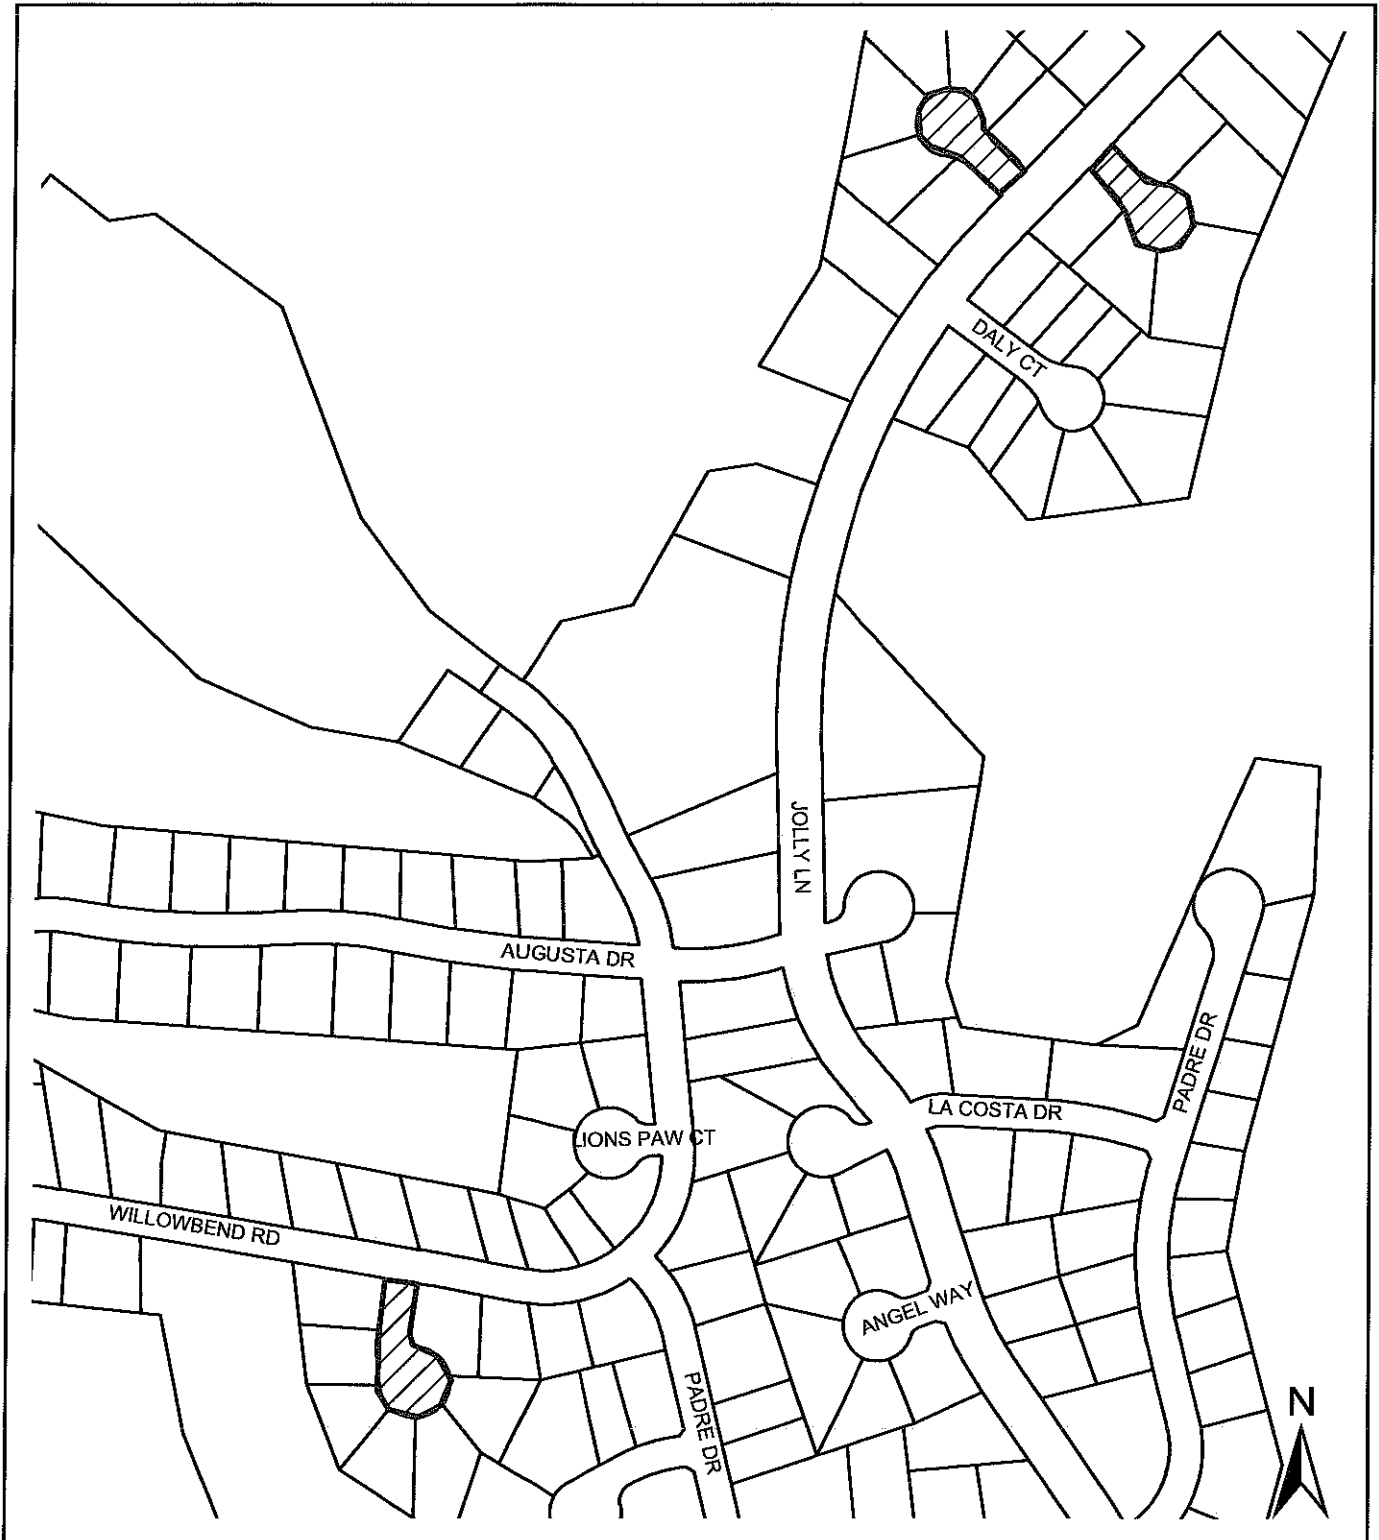 DALY CT
JOLLY LN
AUGUSTA DR
PADRE DR
LA COSTA DR
LIONS PAW CT
WILLOWBEND RD
ANGEL WAY
PADRE DR
N